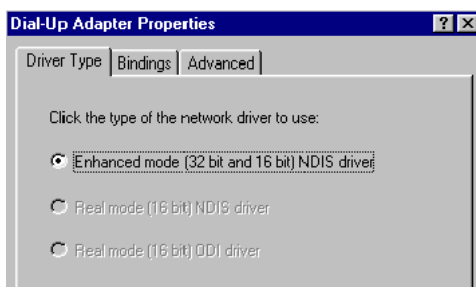 Dial-Up Adapter Properties
Driver Type Bindings Advanced
Click the type of the network driver to use:
Enhanced mode (32 bit and 16 bit) NDIS driver
Real mode (16 bit) NDIS driver
Real mode (16 bit) ODI driver